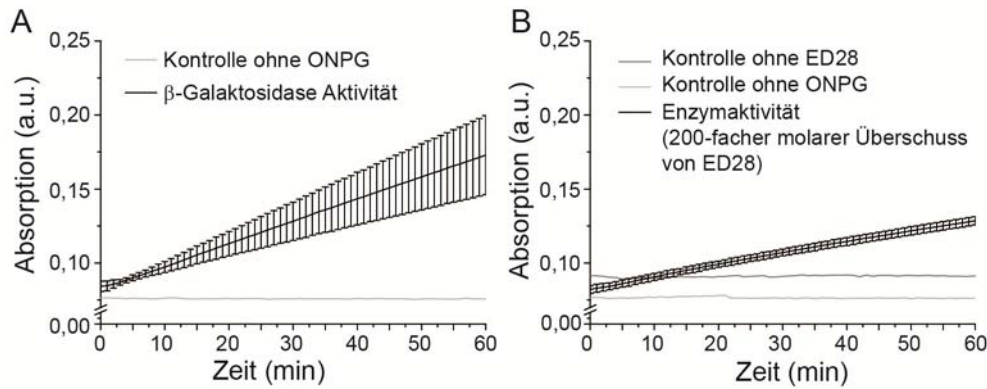 A
0,25
0,20
0,15
0,10
0,00
Absorption (a.u.)
Kontrolle ohne ONPG
β-Galaktosidase Aktivität
0 10 20 30 40 50 60
Zeit (min)
B
0,25
0,20
0,15
0,10
0,00
Absorption (a.u.)
Kontrolle ohne ED28
Kontrolle ohne ONPG
Enzymaktivität
(200-facher molarer Überschuss
von ED28)
0 10 20 30 40 50 60
Zeit (min)